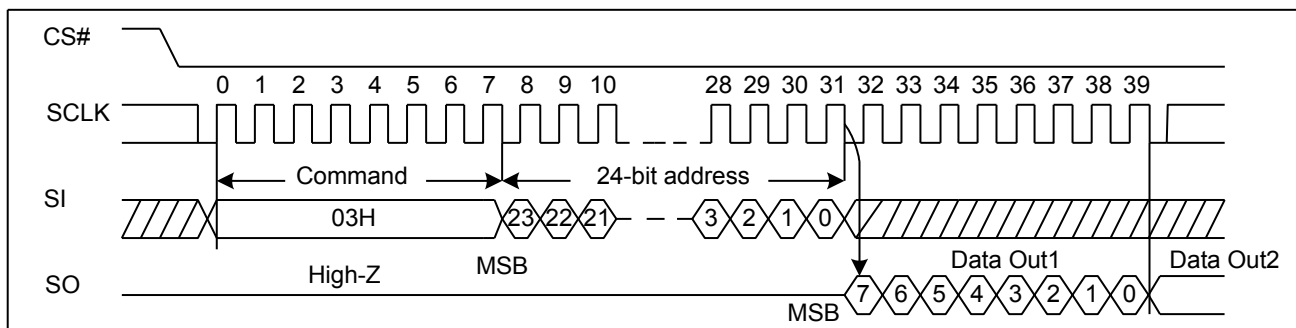 CS#
0 1 2 3 4 5 6 7 8 9 10 28 29 30 31 32 33 34 35 36 37 38 39
SCLK
Command 24-bit address
SI 03H 23 22 21 3 2 1 0
High-Z MSB Data Out1 Data Out2
SO 7 6 5 4 3 2 1 0
MSB